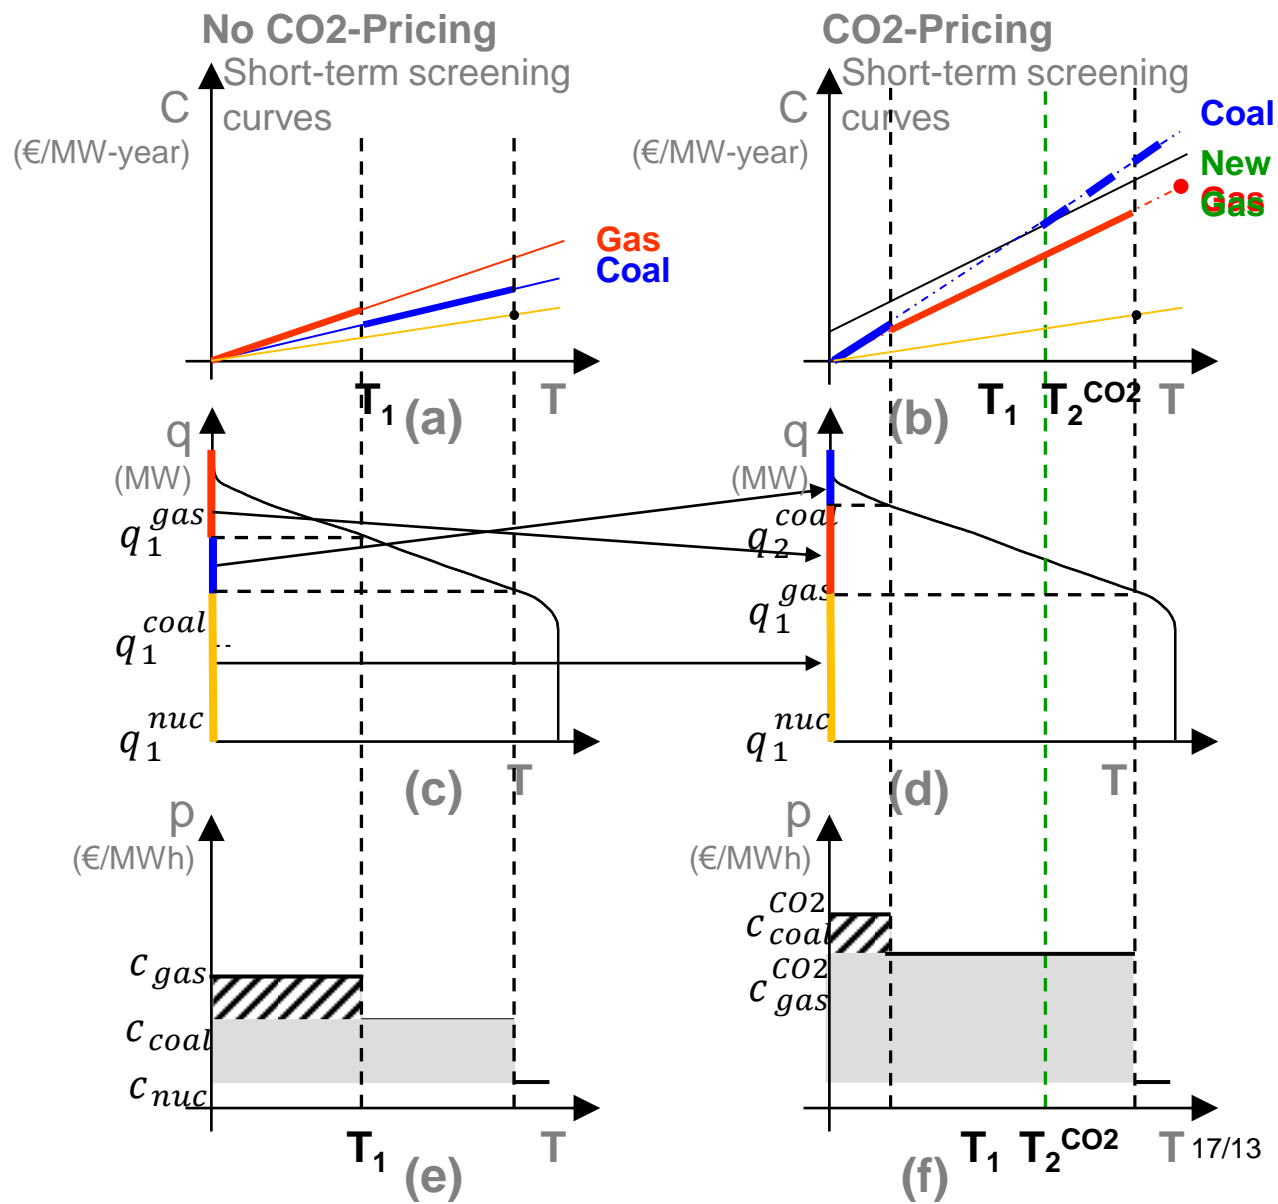 No CO2-Pricing
Short-term screening
curves
C
(€/MW-year)
Gas
Coal
T1
(a)
T
CO2-Pricing
Short-term screening
curves
C
(€/MW-year)
Coal
New
Gas
Gas
T1
T2CO2
T
(b)
q
(MW)
q1gas
q1coal
q1nuc
(c)
T
q
(MW)
q2coal
q1gas
q1nuc
(d)
T
p
(€/MWh)
cgas
ccoal
cnuc
T1
(e)
T
p
(€/MWh)
ccoalCO2
cgasCO2
T1
T2CO2
T
(f)
17/13